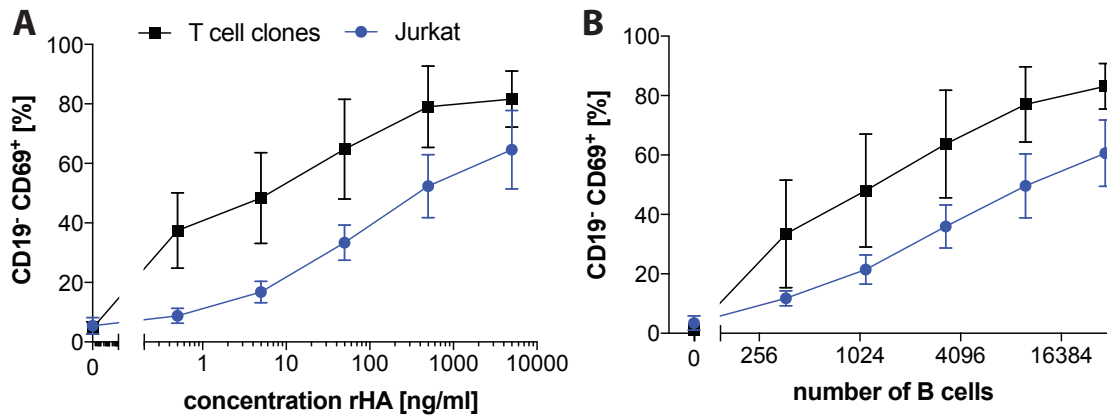 A
T cell clones
Jurkat
CD19- CD69+ [%]
100
80
60
40
20
0
0
1
10
100
1000
10000
concentration rHA [ng/ml]
B
CD19- CD69+ [%]
100
80
60
40
20
0
0
256
1024
4096
16384
number of B cells